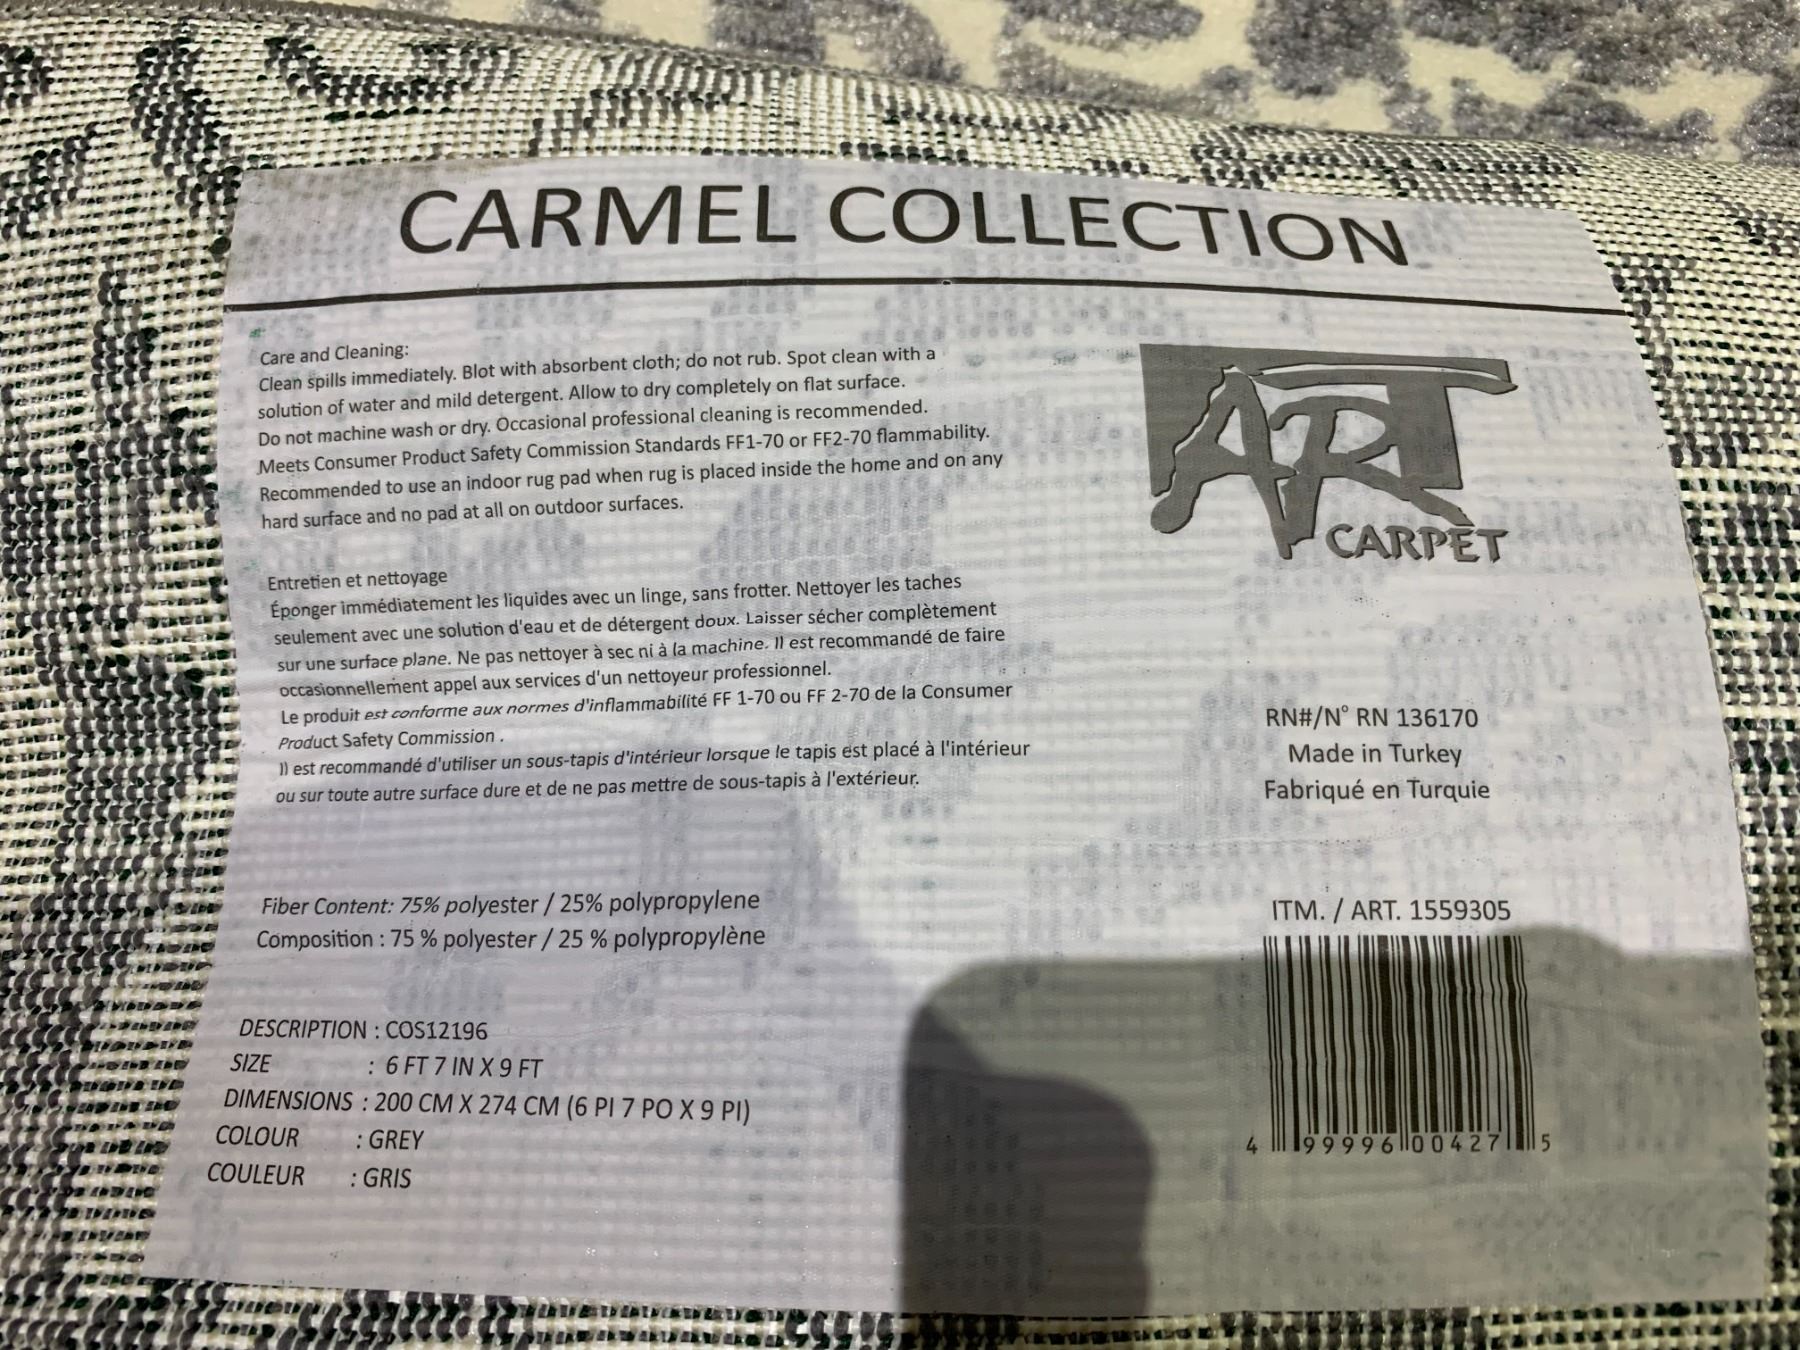 CARMEL COLLECTION
Care and Cleaning:
Clean spills immediately. Blot with absorbent cloth; do not rub. Spot clean with a
solution of water and mild detergent. Allow to dry completely on flat surface.
Do not machine wash or dry. Occasional professional cleaning is recommended.
Meets Consumer Product Safety Commission Standards FF1-70 or FF2-70 flammability.
Recommended to use an indoor rug pad when rug is placed inside the home and on any
hard surface and no pad at all on outdoor surfaces.
Entretien et nettoyage
Éponger immédiatement les liquides avec un linge, sans frotter. Nettoyer les taches
seulement avec une solution d'eau et de détergent doux. Laisser sécher complètement
sur une surface plane. Ne pas nettoyer à sec ni à la machine. Il est recommandé de faire
occasionnellement appel aux services d'un nettoyeur professionnel.
Le produit est conforme aux normes d'inflammabilité FF 1-70 ou FF 2-70 de la Consumer
Product Safety Commission .
Il est recommandé d'utiliser un sous-tapis d'intérieur lorsque le tapis est placé à l'intérieur
ou sur toute autre surface dure et de ne pas mettre de sous-tapis à l'extérieur.
Fiber Content: 75% polyester / 25% polypropylene
Composition : 75 % polyester / 25 % polypropylène
DESCRIPTION : COS12196
SIZE : 6 FT 7 IN X 9 FT
DIMENSIONS : 200 CM X 274 CM (6 PI 7 PO X 9 PI)
COLOUR : GREY
COULEUR : GRIS
ART
CARPET
RN#/N° RN 136170
Made in Turkey
Fabriqué en Turquie
ITM. / ART. 1559305
4 99996 00427 5